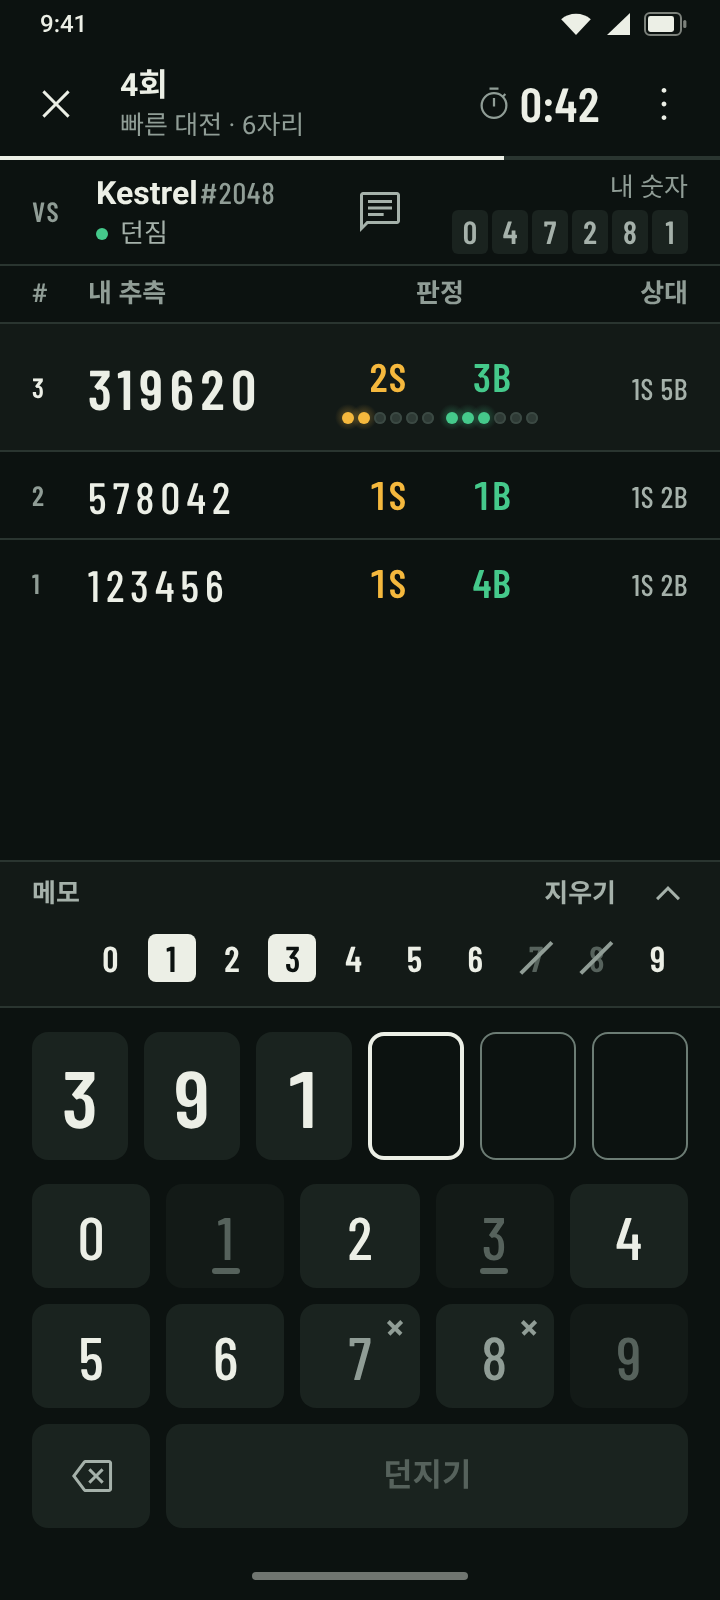 9:41
4회
빠른 대전 · 6자리
0:42
VS
Kestrel#2048
던짐
내 숫자
0 4 7 2 8 1
# 내 추측 판정 상대
3 319620 2S 3B 1S 5B
2 578042 1S 1B 1S 2B
1 123456 1S 4B 1S 2B
메모 지우기
0 1 2 3 4 5 6 7 8 9
3 9 1
0 1 2 3 4
5 6 7 × 8 × 9
던지기